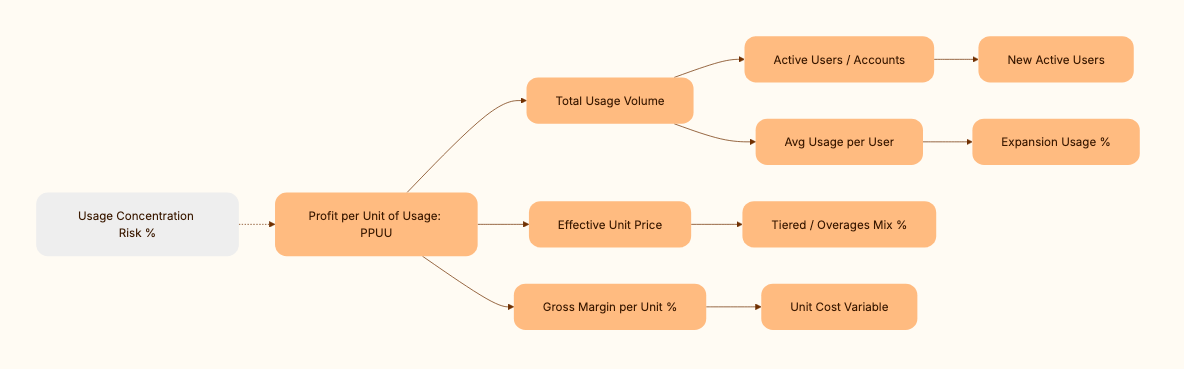 Active Users / Accounts
New Active Users
Total Usage Volume
Avg Usage per User
Expansion Usage %
Usage Concentration
Risk %
Profit per Unit of Usage:
PPUU
Effective Unit Price
Tiered / Overages Mix %
Gross Margin per Unit %
Unit Cost Variable